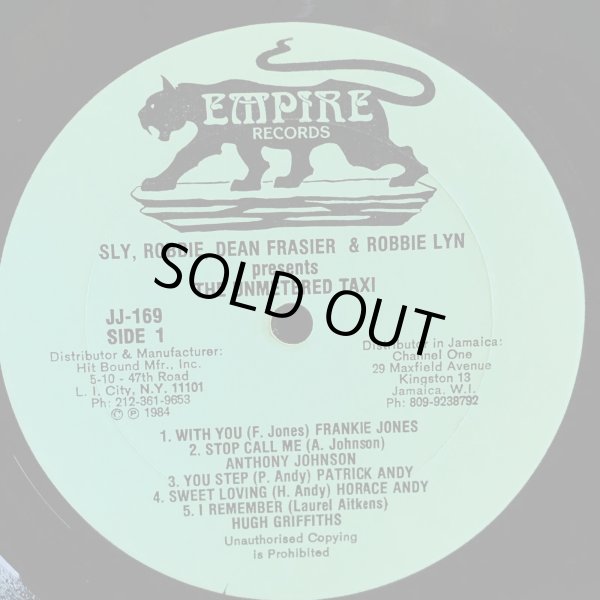 EMPIRE
RECORDS
SLY, ROBBIE, DEAN FRASIER & ROBBIE LYN
presents
THE UNMETERED TAXI
SOLD OUT
JJ-169
SIDE 1
Distributor & Manufacturer:
Hit Bound Mfr., Inc.
5-10 - 47th Road
L. I. City, N.Y. 11101
Ph: 212-361-9653
© ℗ 1984
Distributor in Jamaica:
Channel One
29 Maxfield Avenue
Kingston 13
Jamaica, W.I.
Ph: 809-9238792
1. WITH YOU (F. Jones) FRANKIE JONES
2. STOP CALL ME (A. Johnson)
ANTHONY JOHNSON
3. YOU STEP (P. Andy) PATRICK ANDY
4. SWEET LOVING (H. Andy) HORACE ANDY
5. I REMEMBER (Laurel Aitkens)
HUGH GRIFFITHS
Unauthorised Copying
Is Prohibited